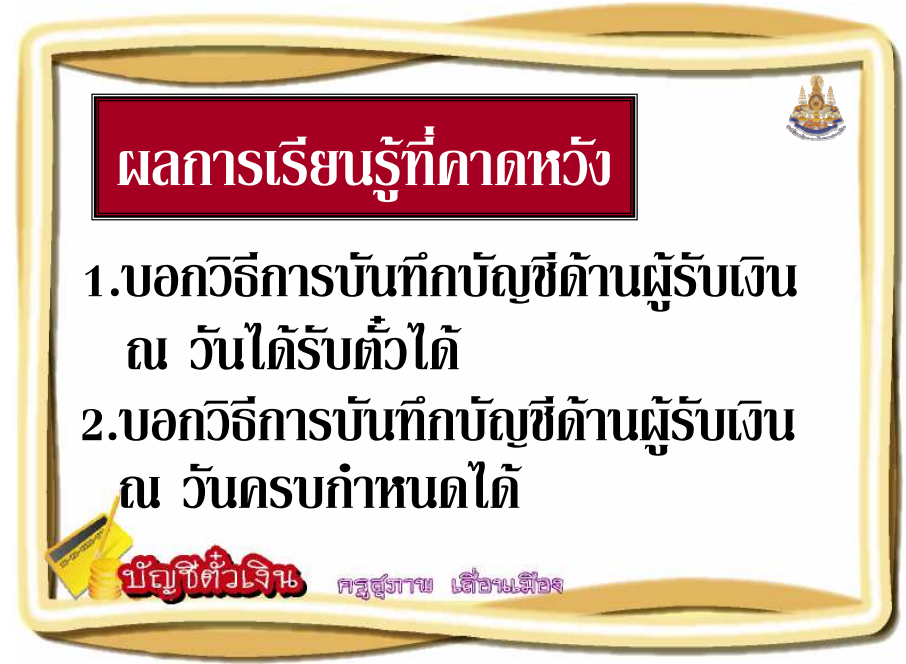 ผลการเรียนรู้ที่คาดหวัง
1.บอกวิธีการบันทึกบัญชีด้านผู้รับเงิน
ณ วันได้รับตั๋วได้
2.บอกวิธีการบันทึกบัญชีด้านผู้รับเงิน
ณ วันครบกำหนดได้
บัญชีตั๋วเงิน ครูสุภาพ เลื่อนเมือง